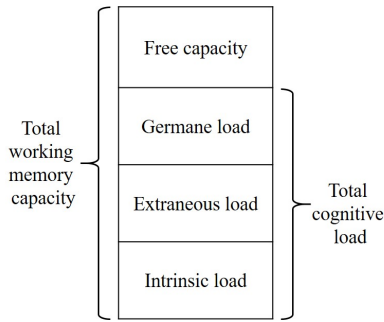 Free capacity
Germane load
Extraneous load
Intrinsic load
Total
working
memory
capacity
Total
cognitive
load